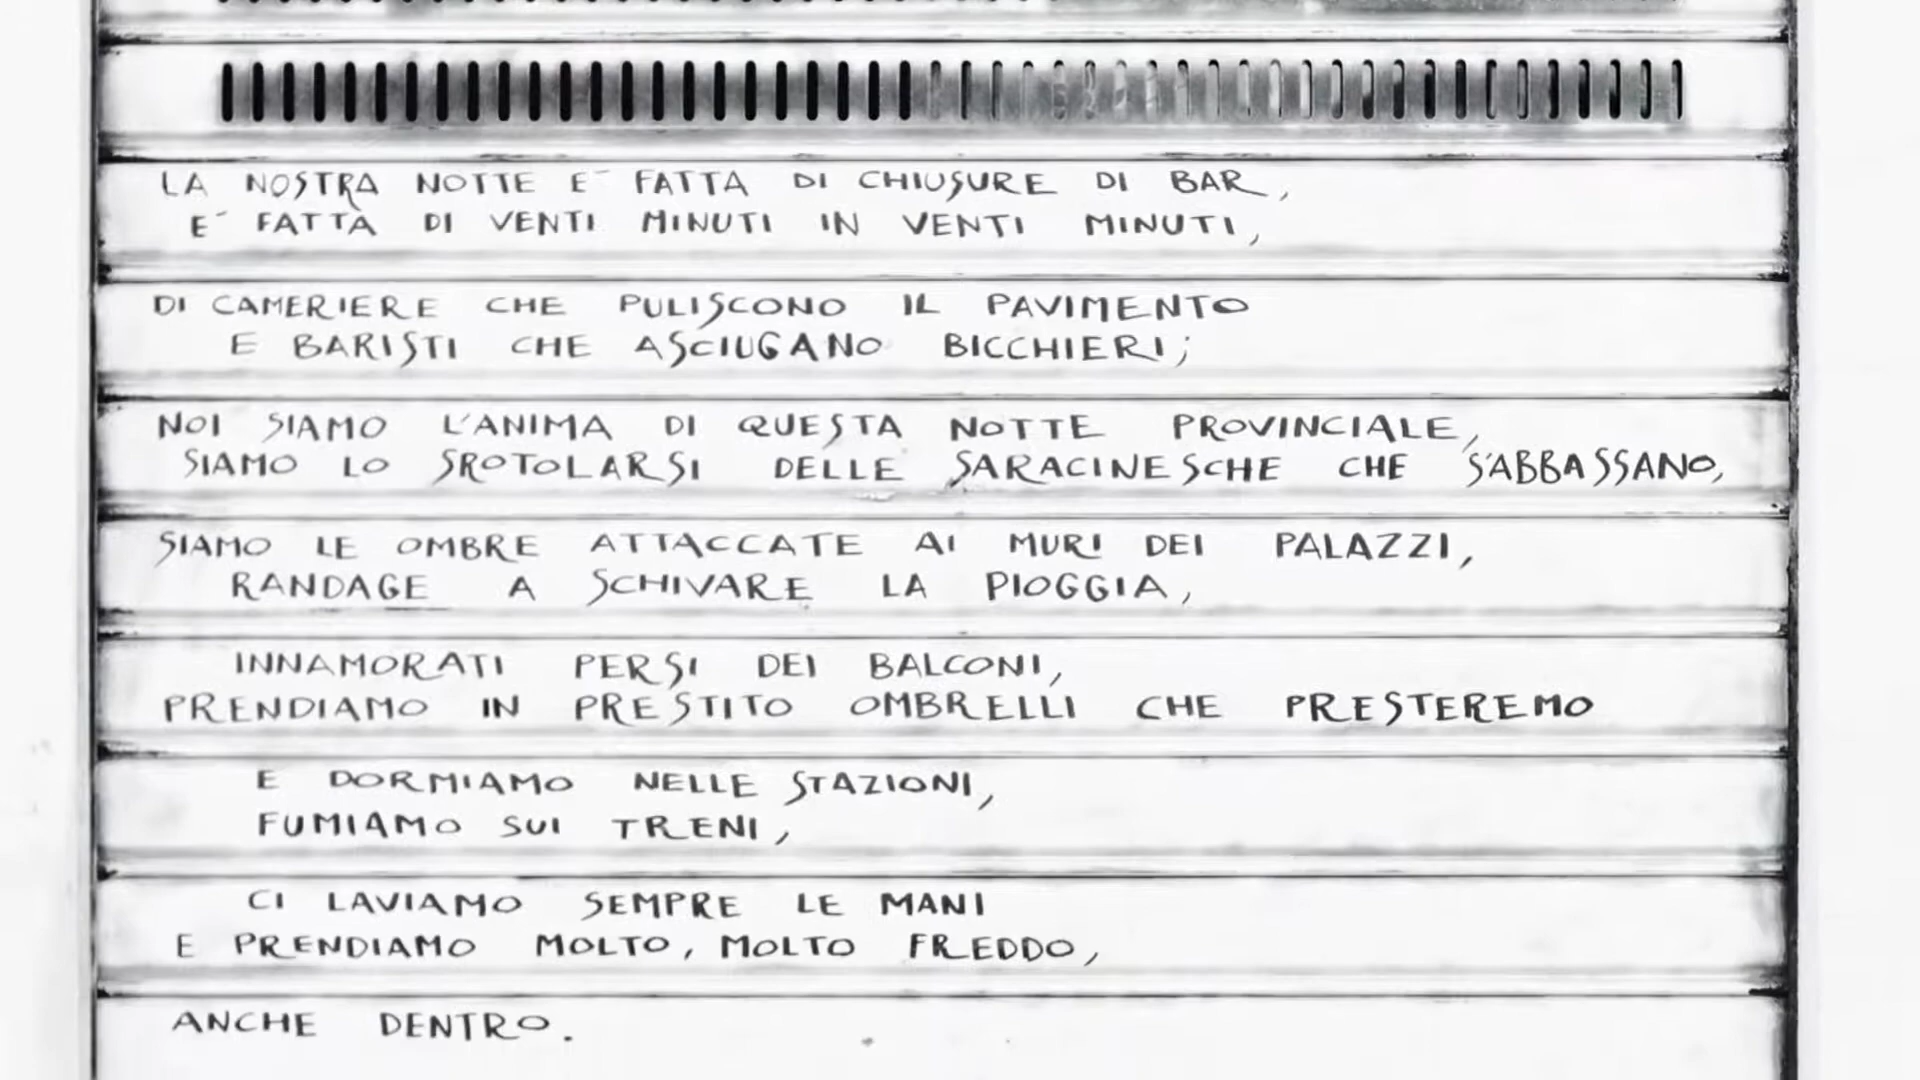 LA NOSTRA NOTTE E´ FATTA DI CHIUSURE DI BAR,
E´ FATTA DI VENTI MINUTI IN VENTI MINUTI,
DI CAMERIERE CHE PULISCONO IL PAVIMENTO
E BARISTI CHE ASCIUGANO BICCHIERI;
NOI SIAMO L'ANIMA DI QUESTA NOTTE PROVINCIALE,
SIAMO LO SROTOLARSI DELLE SARACINESCHE CHE S'ABBASSANO,
SIAMO LE OMBRE ATTACCATE AI MURI DEI PALAZZI,
RANDAGE A SCHIVARE LA PIOGGIA,
INNAMORATI PERSI DEI BALCONI,
PRENDIAMO IN PRESTITO OMBRELLI CHE PRESTEREMO
E DORMIAMO NELLE STAZIONI,
FUMIAMO SUI TRENI,
CI LAVIAMO SEMPRE LE MANI
E PRENDIAMO MOLTO, MOLTO FREDDO,
ANCHE DENTRO.